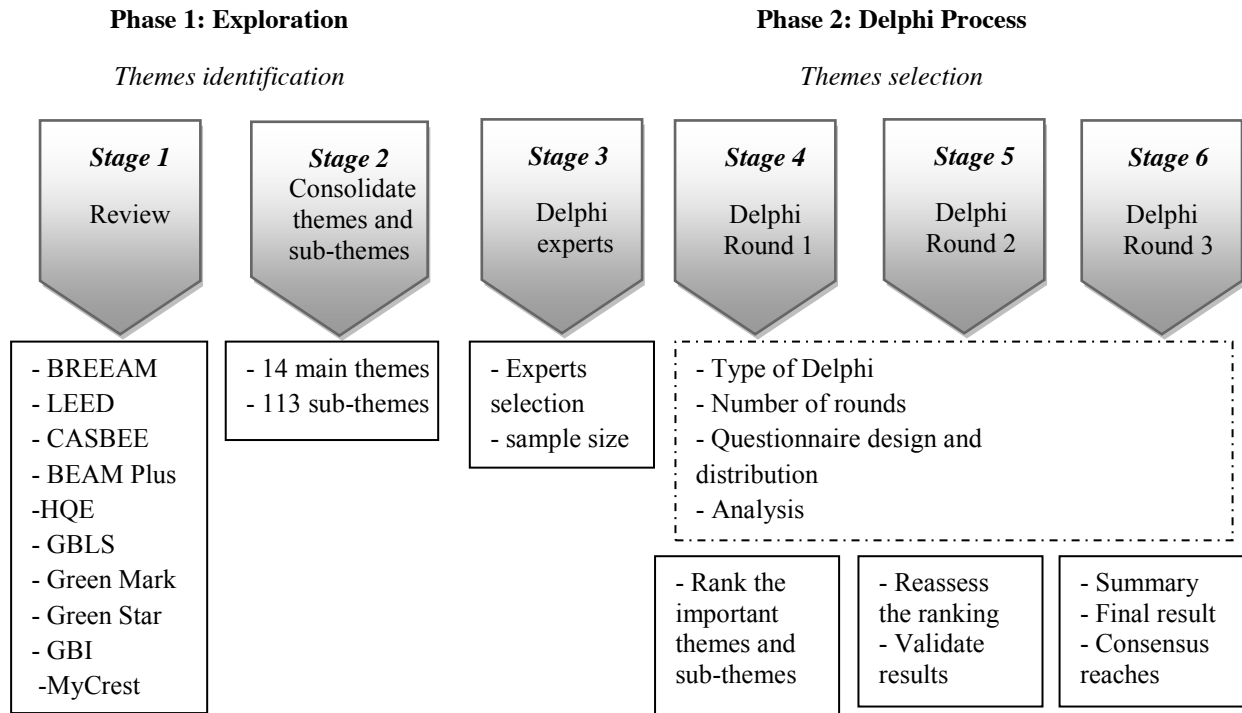 Phase 1: Exploration
Phase 2: Delphi Process
Themes identification
Themes selection
Stage 1
Review
Stage 2
Consolidate
themes and
sub-themes
Stage 3
Delphi
experts
Stage 4
Delphi
Round 1
Stage 5
Delphi
Round 2
Stage 6
Delphi
Round 3
- BREEAM
- LEED
- CASBEE
- BEAM Plus
-HQE
- GBLS
- Green Mark
- Green Star
- GBI
-MyCrest
- 14 main themes
- 113 sub-themes
- Experts
selection
- sample size
- Type of Delphi
- Number of rounds
- Questionnaire design and
distribution
- Analysis
- Rank the
important
themes and
sub-themes
- Reassess
the ranking
- Validate
results
- Summary
- Final result
- Consensus
reaches